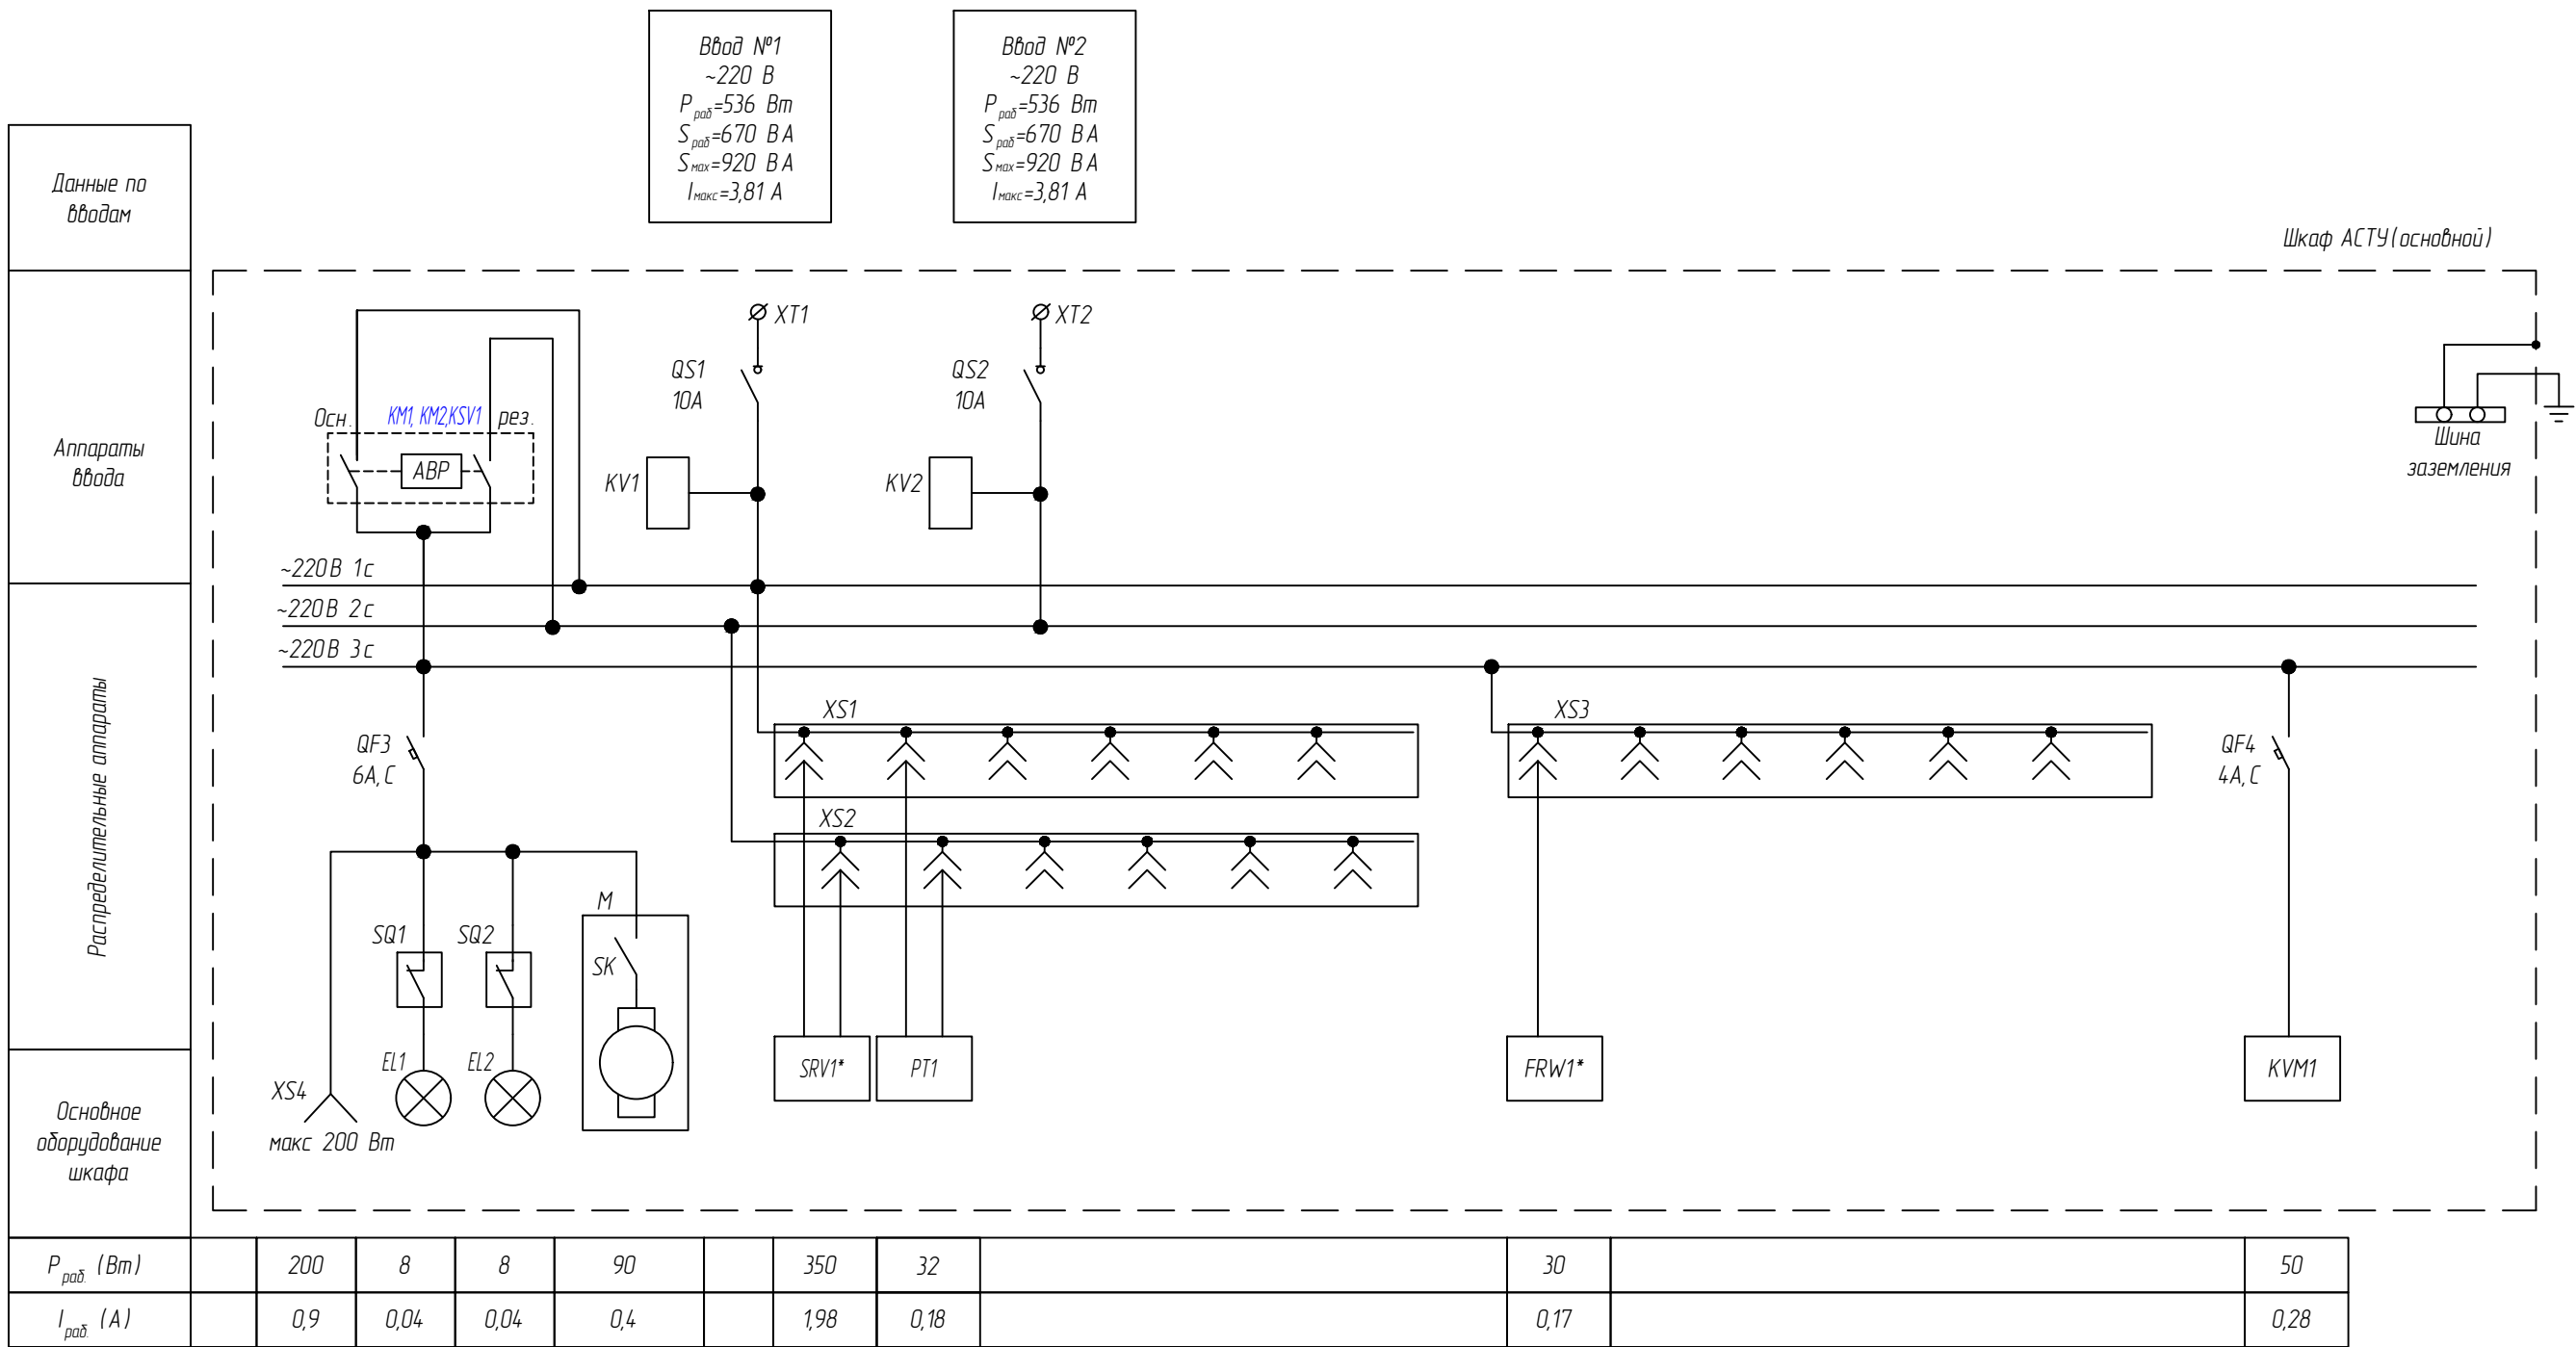 Ввод №1
~220 В
Pраб=536 Вт
Sраб=670 ВА
Sмах=920 ВА
Iмакс=3,81 А
Ввод №2
~220 В
Pраб=536 Вт
Sраб=670 ВА
Sмах=920 ВА
Iмакс=3,81 А
Данные по
вводам
Шкаф АСТУ(основной)
Аппараты
ввода
Осн.
KM1, KM2,KSV1
рез.
АВР
XT1
QS1
10А
KV1
XT2
QS2
10А
KV2
Шина
заземления
~220В 1с
~220В 2с
~220В 3с
Распределительные аппараты
QF3
6А,С
XS1
XS2
XS3
QF4
4А,С
SQ1
SQ2
M
SK
Основное
оборудование
шкафа
XS4
макс 200 Вт
EL1
EL2
SRV1*
PT1
FRW1*
KVM1
Pраб. (Вт)
200
8
8
90
350
32
30
50
Iраб. (А)
0,9
0,04
0,04
0,4
1,98
0,18
0,17
0,28